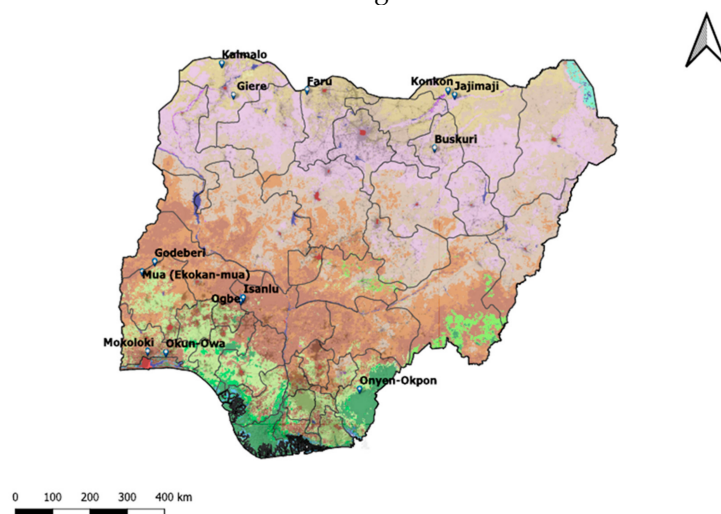 Kalmalo
Giere
Faru
Konkon
Jajimaji
Buskuri
Godeberi
Mua (Ekokan-mua)
Isanlu
Ogbe
Mokoloki
Okun-Owa
Onyen-Okpon
0 100 200 300 400 km